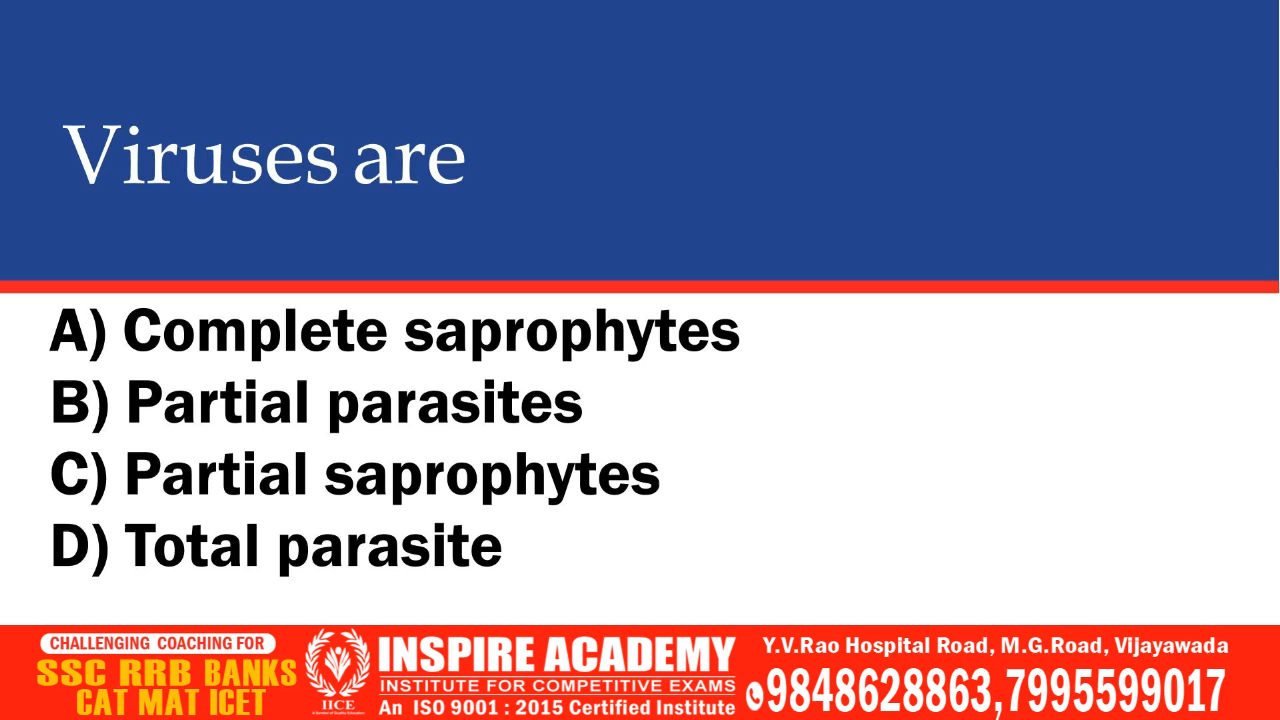 Viruses are
A) Complete saprophytes
B) Partial parasites
C) Partial saprophytes
D) Total parasite
CHALLENGING COACHING FOR
SSC RRB BANKS
CAT MAT ICET
IICE
INSPIRE ACADEMY
INSTITUTE FOR COMPETITIVE EXAMS
An ISO 9001 : 2015 Certified Institute
Y.V.Rao Hospital Road, M.G.Road, Vijayawada
9848628863,7995599017